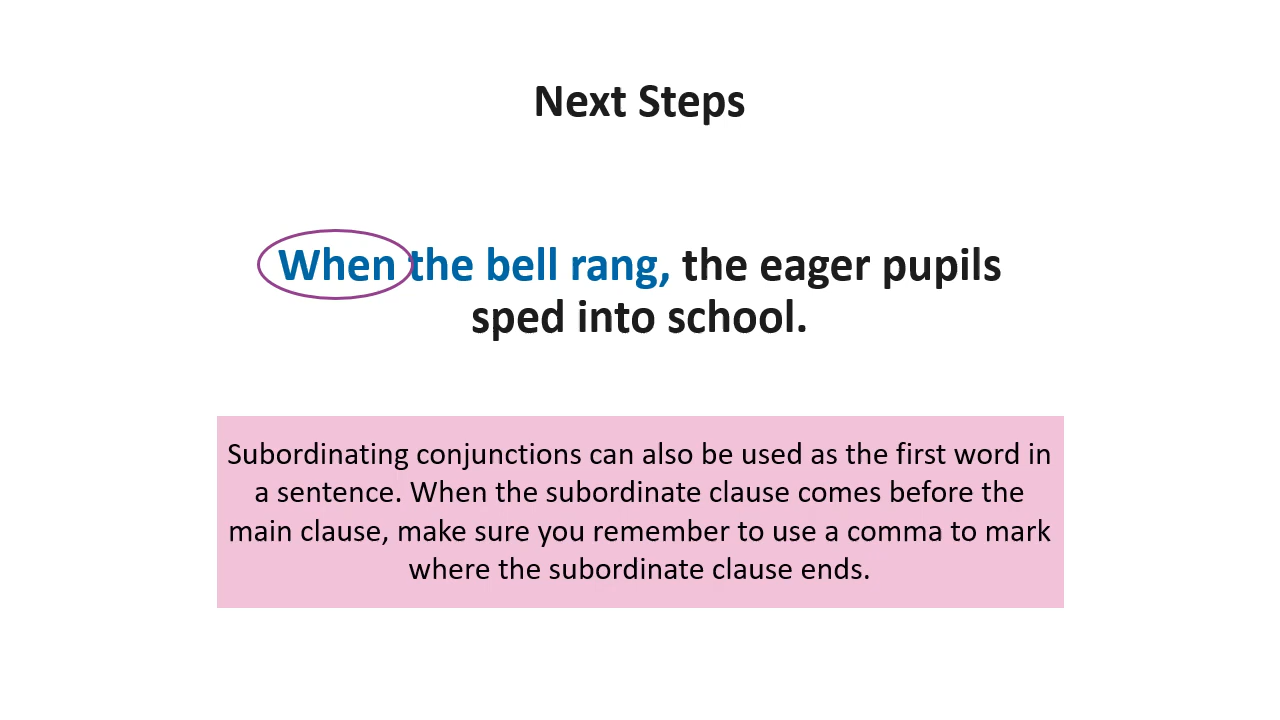 Next Steps
When the bell rang, the eager pupils
sped into school.
Subordinating conjunctions can also be used as the first word in
a sentence. When the subordinate clause comes before the
main clause, make sure you remember to use a comma to mark
where the subordinate clause ends.